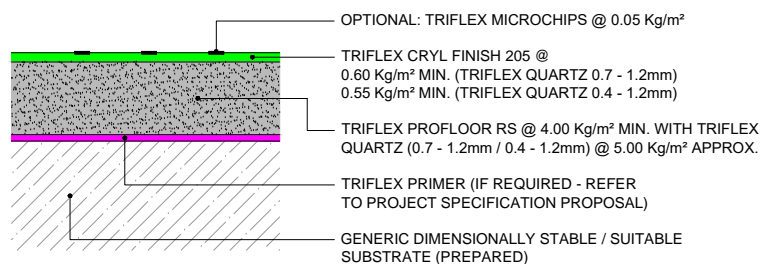 OPTIONAL: TRIFLEX MICROCHIPS @ 0.05 Kg/m²
TRIFLEX CRYL FINISH 205 @
0.60 Kg/m² MIN. (TRIFLEX QUARTZ 0.7 - 1.2mm)
0.55 Kg/m² MIN. (TRIFLEX QUARTZ 0.4 - 1.2mm)
TRIFLEX PROFLOOR RS @ 4.00 Kg/m² MIN. WITH TRIFLEX
QUARTZ (0.7 - 1.2mm / 0.4 - 1.2mm) @ 5.00 Kg/m² APPROX.
TRIFLEX PRIMER (IF REQUIRED - REFER
TO PROJECT SPECIFICATION PROPOSAL)
GENERIC DIMENSIONALLY STABLE / SUITABLE
SUBSTRATE (PREPARED)